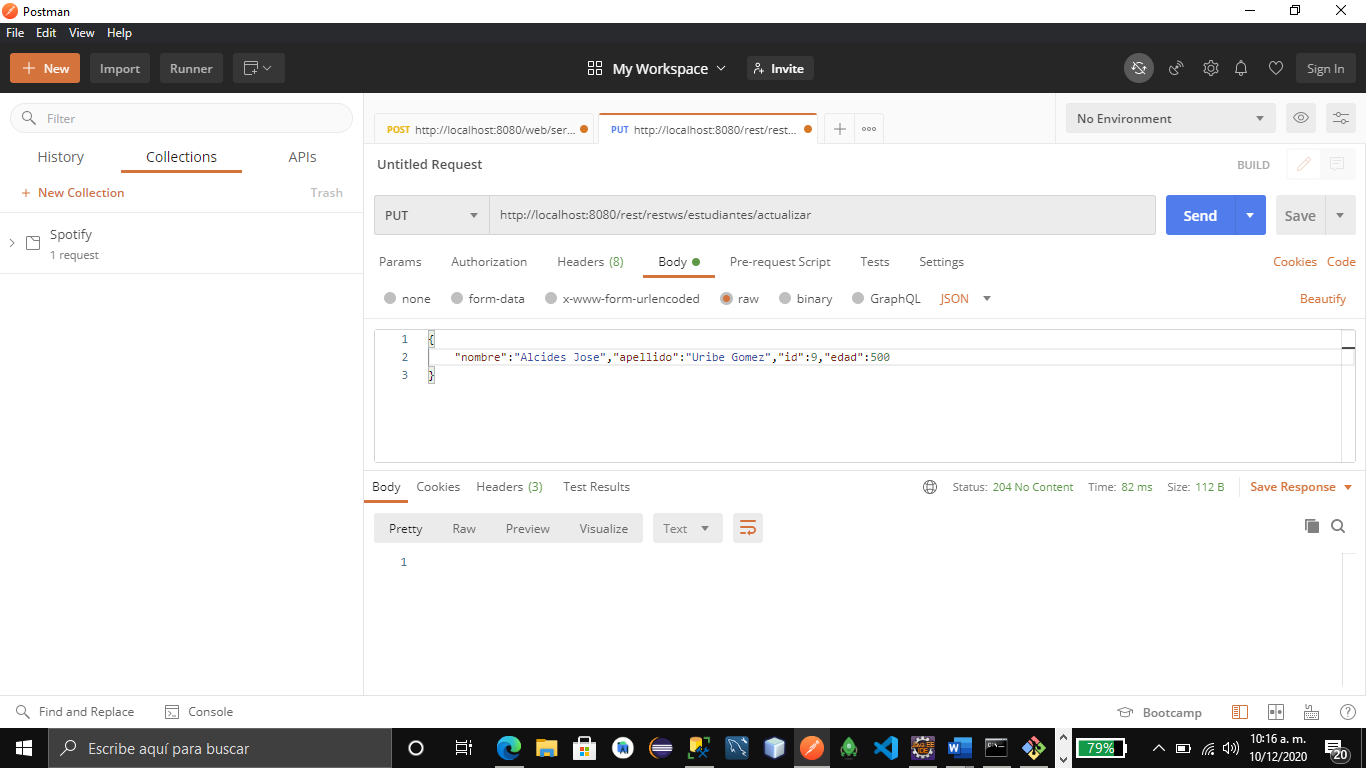 Postman
File Edit View Help
New Import Runner My Workspace Invite Sign In
Filter
History Collections APIs
New Collection Trash
Spotify
1 request
POST http://localhost:8080/web/ser... PUT http://localhost:8080/rest/rest... No Environment
Untitled Request BUILD
PUT http://localhost:8080/rest/restws/estudiantes/actualizar Send Save
Params Authorization Headers (8) Body Pre-request Script Tests Settings Cookies Code
none form-data x-www-form-urlencoded raw binary GraphQL JSON Beautify
1 {
2 "nombre":"Alcides Jose","apellido":"Uribe Gomez","id":9,"edad":500
3 }
Body Cookies Headers (3) Test Results Status: 204 No Content Time: 82 ms Size: 112 B Save Response
Pretty Raw Preview Visualize Text
1
Find and Replace Console Bootcamp
Escribe aquí para buscar 79% 10:16 a. m.
10/12/2020 20